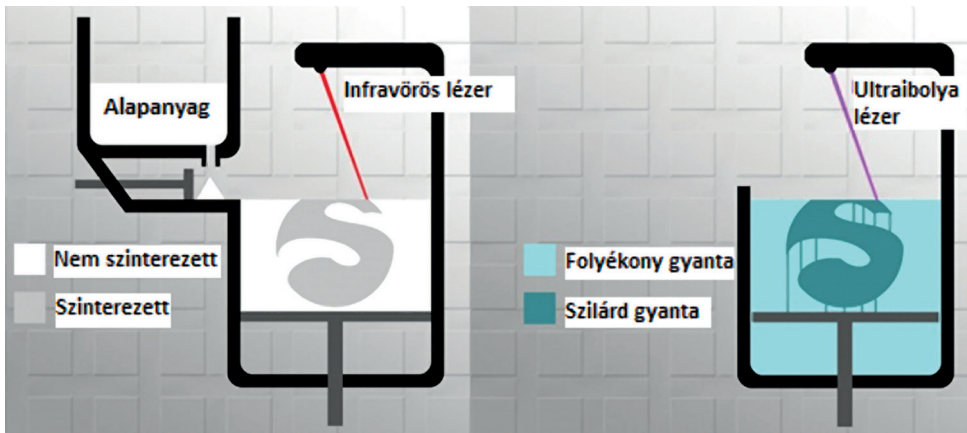 Alapanyag
Infravörös lézer
Nem szinterezett
Szinterezett
Ultraibolya
lézer
Folyékony gyanta
Szilárd gyanta